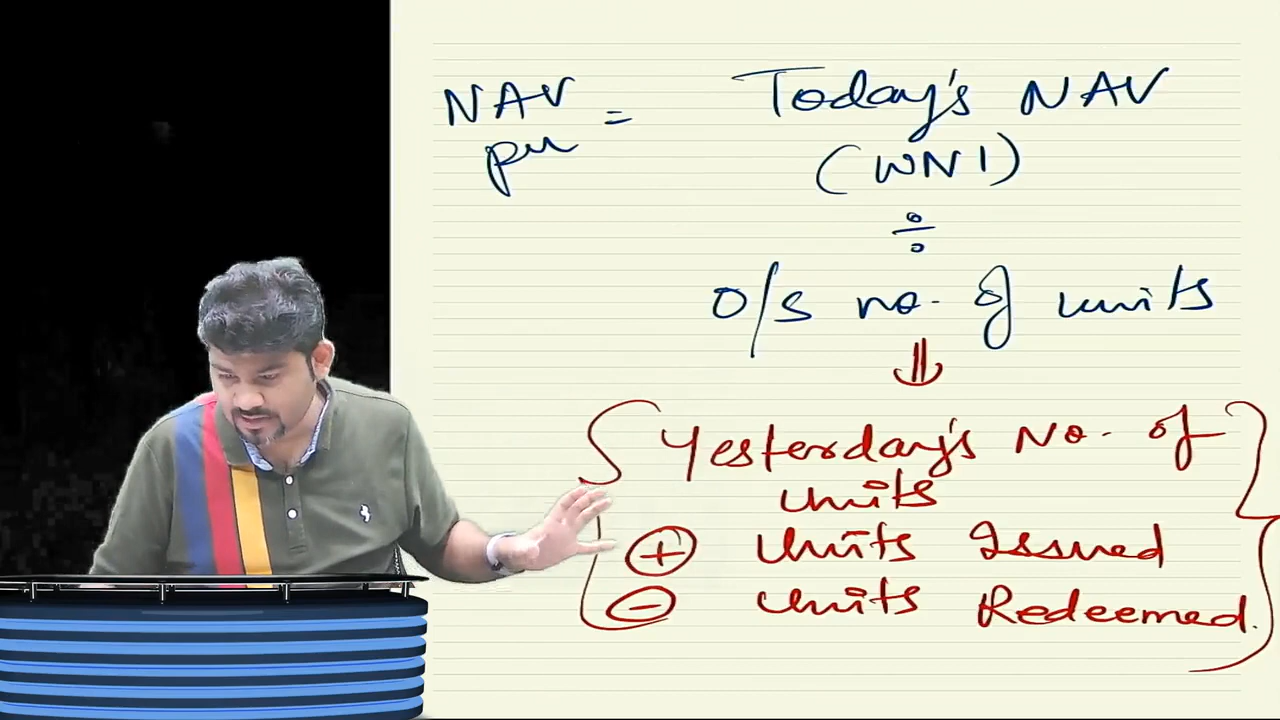 NAV = Today's NAV
pu (WN1)
÷
o/s no. of units
⇓
Yesterday's No. of
units
+ units Issued
- units Redeemed.